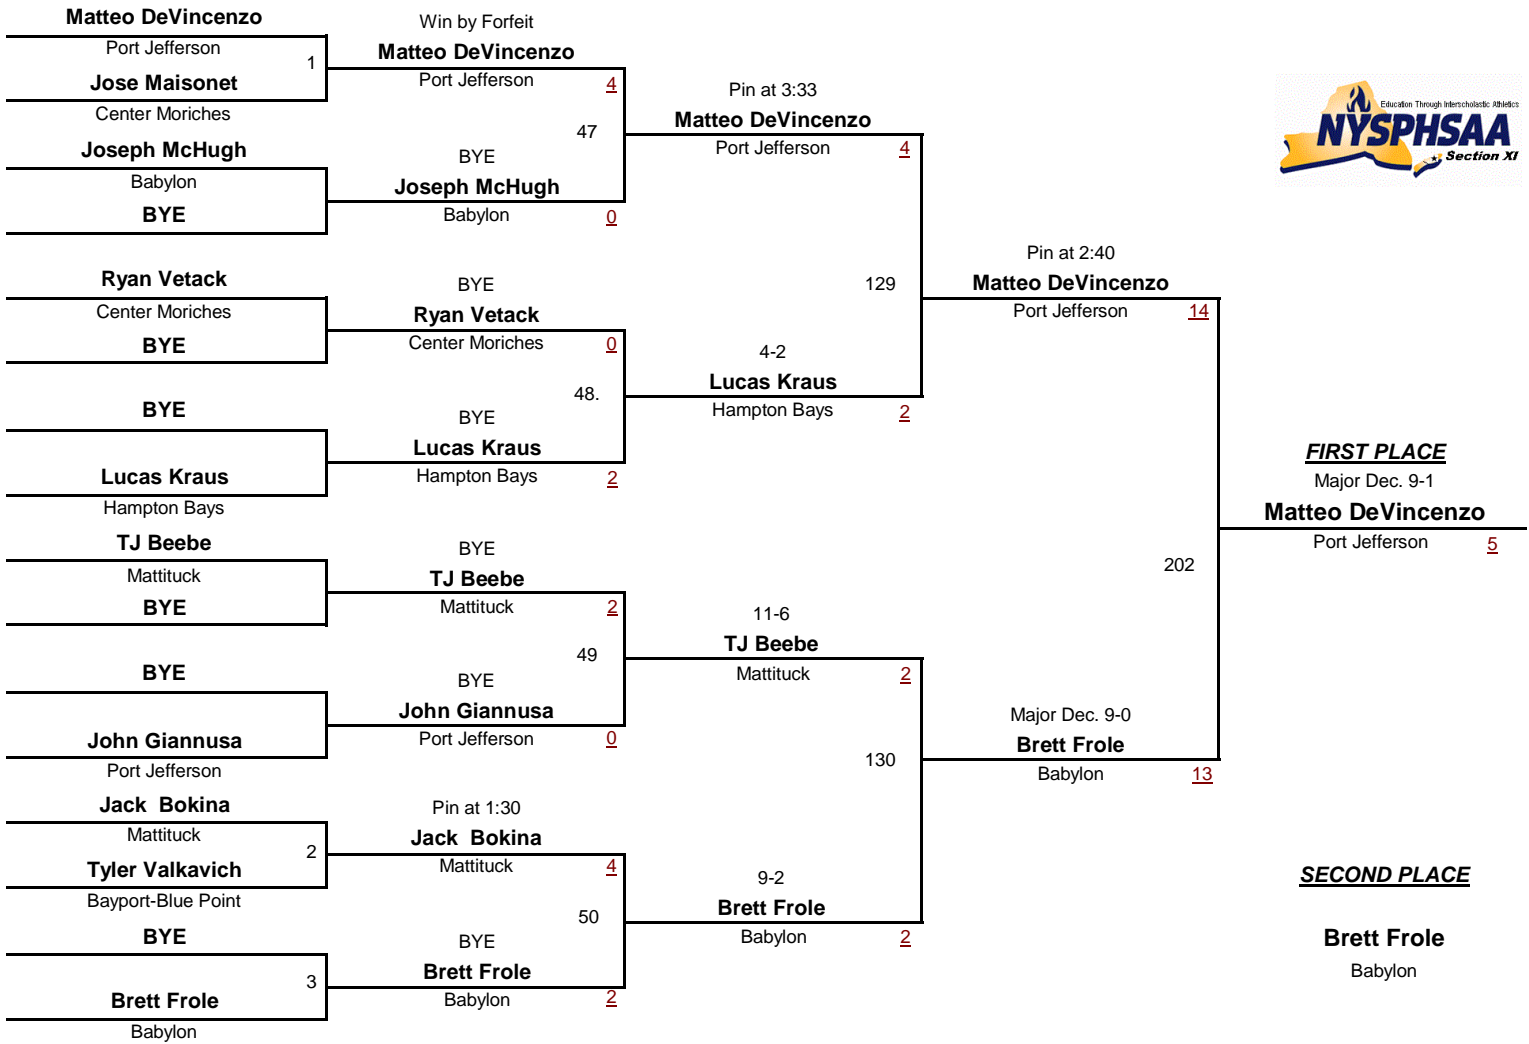 Matteo DeVincenzo
Port Jefferson
1
Jose Maisonet
Center Moriches
Joseph McHugh
Babylon
BYE
Ryan Vetack
Center Moriches
BYE
BYE
Lucas Kraus
Hampton Bays
TJ Beebe
Mattituck
BYE
BYE
John Giannusa
Port Jefferson
Jack  Bokina
Mattituck
2
Tyler Valkavich
Bayport-Blue Point
BYE
3
Brett Frole
Babylon
Win by Forfeit
Matteo DeVincenzo
Port Jefferson 4
47
BYE
Joseph McHugh
Babylon 0
BYE
Ryan Vetack
Center Moriches 0
48.
BYE
Lucas Kraus
Hampton Bays 2
BYE
TJ Beebe
Mattituck 2
49
BYE
John Giannusa
Port Jefferson 0
Pin at 1:30
Jack  Bokina
Mattituck 4
50
BYE
Brett Frole
Babylon 2
Pin at 3:33
Matteo DeVincenzo
Port Jefferson 4
129
4-2
Lucas Kraus
Hampton Bays 2
11-6
TJ Beebe
Mattituck 2
130
9-2
Brett Frole
Babylon 2
Pin at 2:40
Matteo DeVincenzo
Port Jefferson 14
202
Major Dec. 9-0
Brett Frole
Babylon 13
Education Through Interscholastic Athletics
NYSPHSAA
Section XI
FIRST PLACE
Major Dec. 9-1
Matteo DeVincenzo
Port Jefferson 5
SECOND PLACE
Brett Frole
Babylon